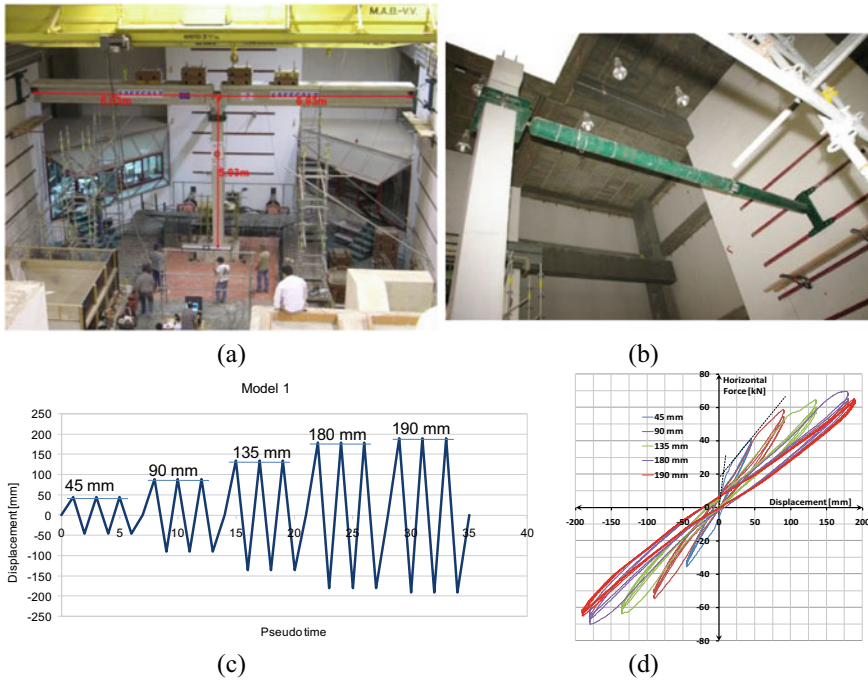 M.A.B.-V.V.
5.93m
(a)
(b)
Model 1
Displacement [mm]
250
200
150
100
50
0
-50
-100
-150
-200
-250
45 mm
90 mm
135 mm
180 mm
190 mm
0 5 10 15 20 25 30 35 40
Pseudotime
(c)
Horizontal
Force [kN]
80
60
40
20
0
-20
-40
-60
-80
45 mm
90 mm
135 mm
180 mm
190 mm
Displacement [mm]
-200 -150 -100 -50 0 50 100 150 200
(d)